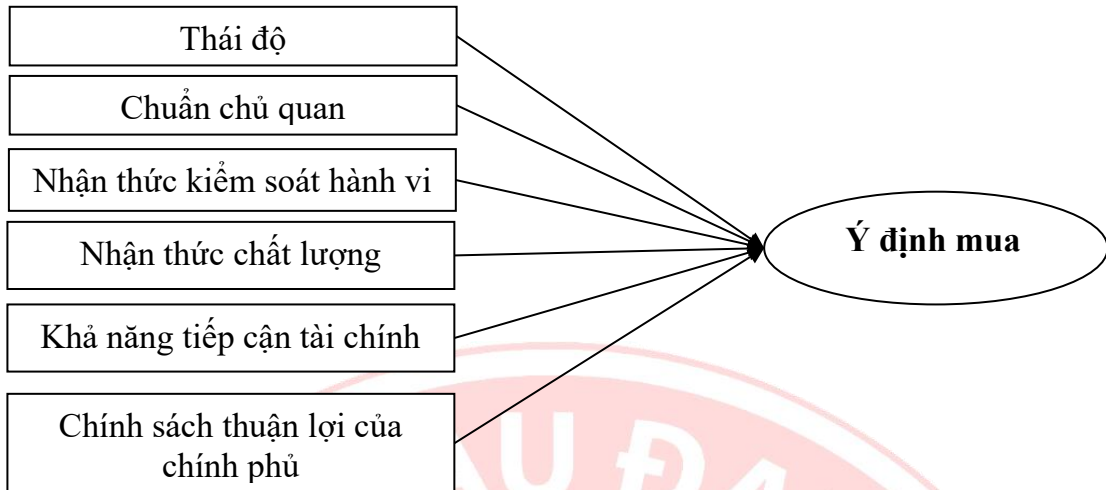 Thái độ
Chuẩn chủ quan
Nhận thức kiểm soát hành vi
Ý định mua
Nhận thức chất lượng
Khả năng tiếp cận tài chính
Chính sách thuận lợi của
chính phủ